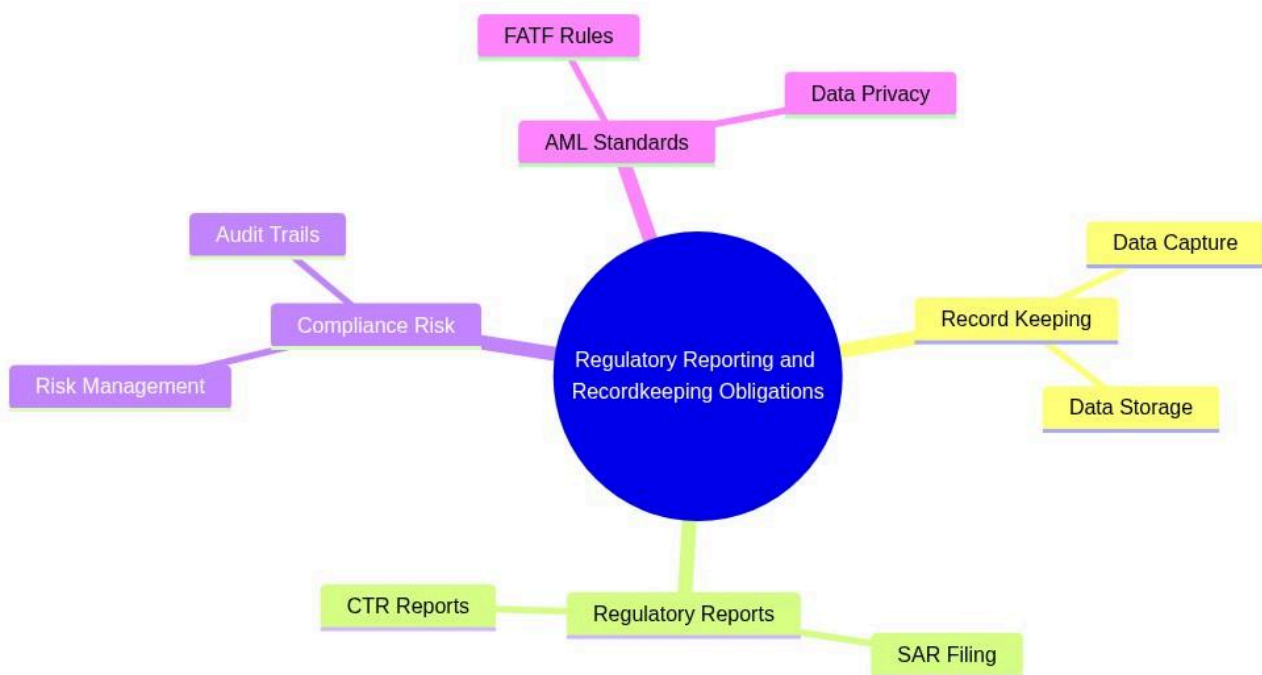 FATF Rules
Data Privacy
AML Standards
Audit Trails
Data Capture
Compliance Risk
Record Keeping
Regulatory Reporting and
Recordkeeping Obligations
Risk Management
Data Storage
CTR Reports
Regulatory Reports
SAR Filing